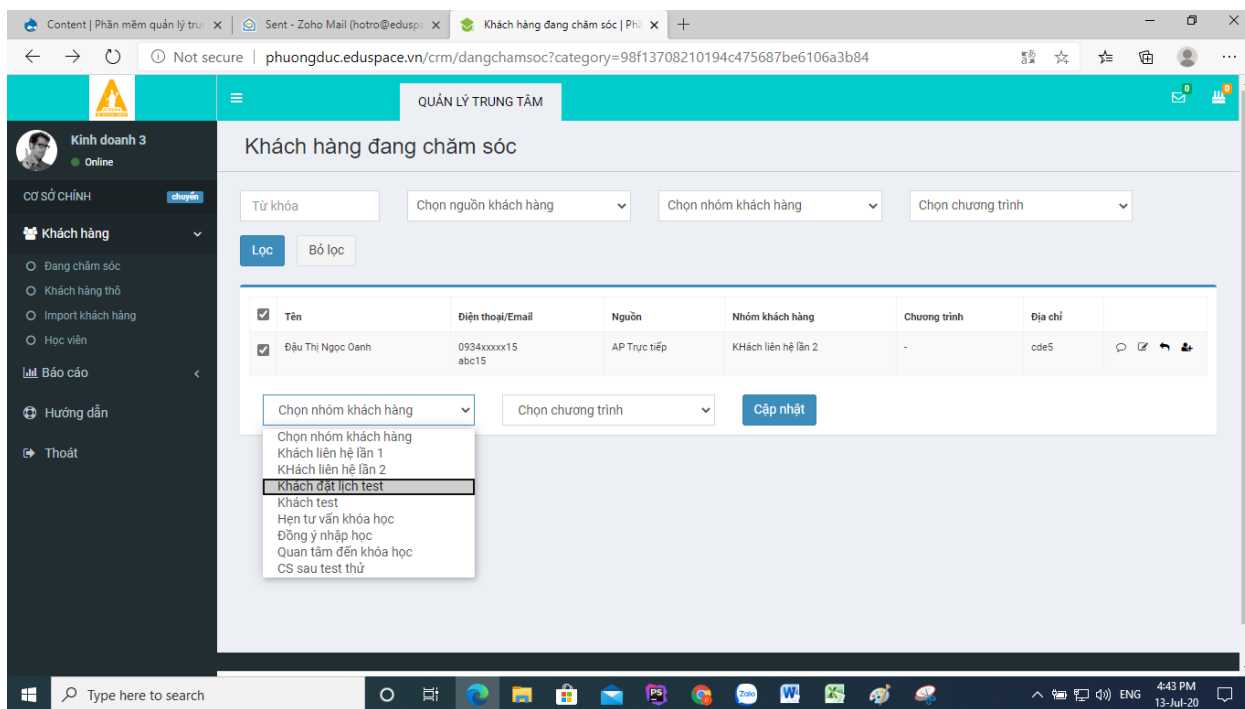 Content | Phần mềm quản lý trun
Sent - Zoho Mail (hotro@eduspa
Khách hàng đang chăm sóc | Ph
Not secure | phuongduc.eduspace.vn/crm/dangchamsoc?category=98f13708210194c475687be6106a3b84
QUẢN LÝ TRUNG TÂM
0
0
Kinh doanh 3
Online
CƠ SỞ CHÍNH
chuyển
Khách hàng
Đang chăm sóc
Khách hàng thô
Import khách hàng
Học viên
Báo cáo
Hướng dẫn
Thoát
Khách hàng đang chăm sóc
Từ khóa
Chọn nguồn khách hàng
Chọn nhóm khách hàng
Chọn chương trình
Lọc
Bỏ lọc
Tên Điện thoại/Email Nguồn Nhóm khách hàng Chương trình Địa chỉ
Đậu Thị Ngọc Oanh 0934xxxxx15 AP Trực tiếp KHách liên hệ lần 2 - cde5
abc15
Chọn nhóm khách hàng
Chọn chương trình
Cập nhật
Chọn nhóm khách hàng
Khách liên hệ lần 1
KHách liên hệ lần 2
Khách đặt lịch test
Khách test
Hẹn tư vấn khóa học
Đồng ý nhập học
Quan tâm đến khóa học
CS sau test thử
Type here to search
ENG
4:43 PM
13-Jul-20